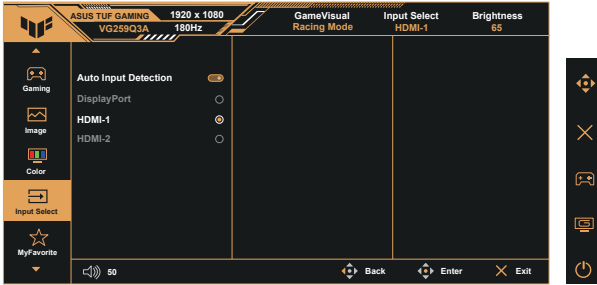 ASUS TUF GAMING 1920 x 1080
VG259Q3A 180Hz
GameVisual
Racing Mode
Input Select
HDMI-1
Brightness
65
Gaming
Image
Color
Input Select
MyFavorite
Auto Input Detection
DisplayPort
HDMI-1
HDMI-2
50
Back
Enter
Exit